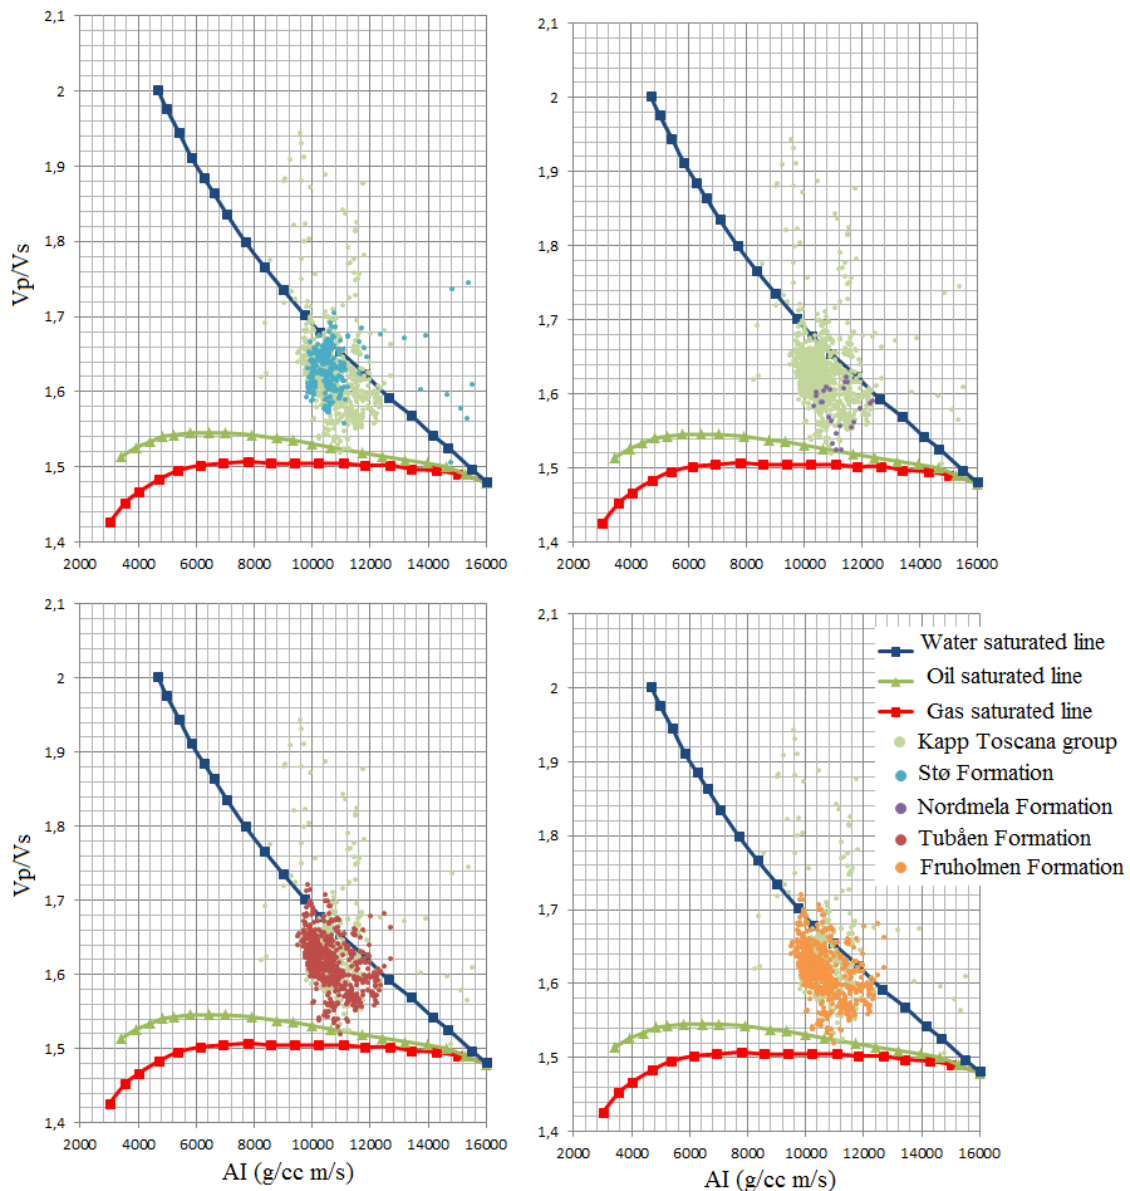 2,1
2
1,9
1,8
1,7
1,6
1,5
1,4
Vp/Vs
2000 4000 6000 8000 10000 12000 14000 16000
2,1
2
1,9
1,8
1,7
1,6
1,5
1,4
2000 4000 6000 8000 10000 12000 14000 16000
2,1
2
1,9
1,8
1,7
1,6
1,5
1,4
Vp/Vs
2000 4000 6000 8000 10000 12000 14000 16000
AI (g/cc m/s)
2,1
2
1,9
1,8
1,7
1,6
1,5
1,4
2000 4000 6000 8000 10000 12000 14000 16000
AI (g/cc m/s)
Water saturated line
Oil saturated line
Gas saturated line
Kapp Toscana group
Stø Formation
Nordmela Formation
Tubåen Formation
Fruholmen Formation